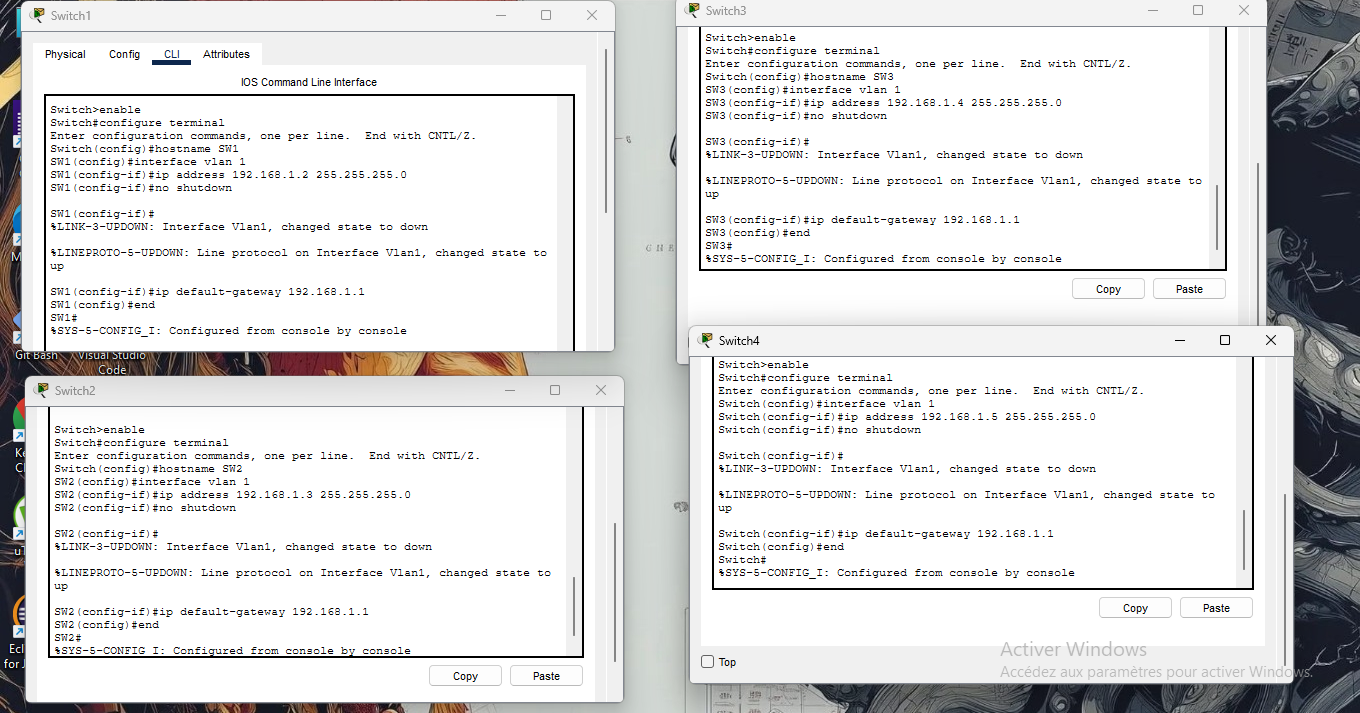 Switch1
Physical Config CLI Attributes
IOS Command Line Interface
Switch>enable
Switch#configure terminal
Enter configuration commands, one per line.  End with CNTL/Z.
Switch(config)#hostname SW1
SW1(config)#interface vlan 1
SW1(config-if)#ip address 192.168.1.2 255.255.255.0
SW1(config-if)#no shutdown
SW1(config-if)#
%LINK-3-UPDOWN: Interface Vlan1, changed state to down
%LINEPROTO-5-UPDOWN: Line protocol on Interface Vlan1, changed state to
up
SW1(config-if)#ip default-gateway 192.168.1.1
SW1(config)#end
SW1#
%SYS-5-CONFIG_I: Configured from console by console
Git Bash
Visual Studio
Code
Switch2
Switch>enable
Switch#configure terminal
Enter configuration commands, one per line.  End with CNTL/Z.
Switch(config)#hostname SW2
SW2(config)#interface vlan 1
SW2(config-if)#ip address 192.168.1.3 255.255.255.0
SW2(config-if)#no shutdown
SW2(config-if)#
%LINK-3-UPDOWN: Interface Vlan1, changed state to down
%LINEPROTO-5-UPDOWN: Line protocol on Interface Vlan1, changed state to
up
SW2(config-if)#ip default-gateway 192.168.1.1
SW2(config)#end
SW2#
%SYS-5-CONFIG_I: Configured from console by console
Copy Paste
Switch3
Switch>enable
Switch#configure terminal
Enter configuration commands, one per line.  End with CNTL/Z.
Switch(config)#hostname SW3
SW3(config)#interface vlan 1
SW3(config-if)#ip address 192.168.1.4 255.255.255.0
SW3(config-if)#no shutdown
SW3(config-if)#
%LINK-3-UPDOWN: Interface Vlan1, changed state to down
%LINEPROTO-5-UPDOWN: Line protocol on Interface Vlan1, changed state to
up
SW3(config-if)#ip default-gateway 192.168.1.1
SW3(config)#end
SW3#
%SYS-5-CONFIG_I: Configured from console by console
Copy Paste
Switch4
Switch>enable
Switch#configure terminal
Enter configuration commands, one per line.  End with CNTL/Z.
Switch(config)#interface vlan 1
Switch(config-if)#ip address 192.168.1.5 255.255.255.0
Switch(config-if)#no shutdown
Switch(config-if)#
%LINK-3-UPDOWN: Interface Vlan1, changed state to down
%LINEPROTO-5-UPDOWN: Line protocol on Interface Vlan1, changed state to
up
Switch(config-if)#ip default-gateway 192.168.1.1
Switch(config)#end
Switch#
%SYS-5-CONFIG_I: Configured from console by console
Copy Paste
Top
Activer Windows
Accédez aux paramètres pour activer Windows.